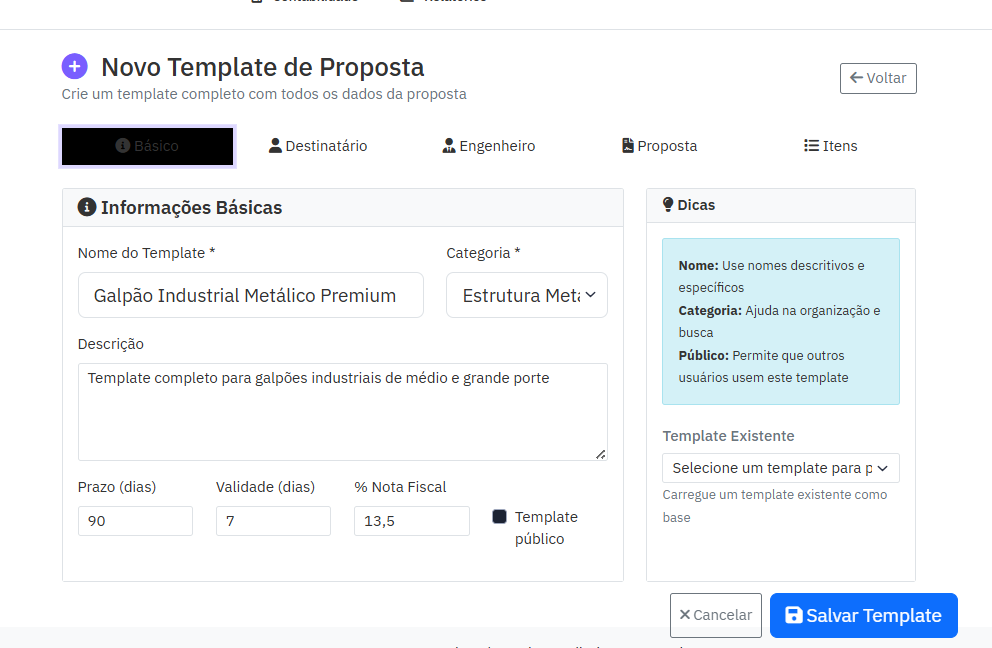 Novo Template de Proposta
Voltar
Crie um template completo com todos os dados da proposta
Básico
Destinatário
Engenheiro
Proposta
Itens
Informações Básicas
Nome do Template *
Categoria *
Galpão Industrial Metálico Premium
Descrição
Template completo para galpões industriais de médio e grande porte
Prazo (dias)
Validade (dias)
% Nota Fiscal
90
7
13,5
Template
público
Dicas
Nome: Use nomes descritivos e
específicos
Categoria: Ajuda na organização e
busca
Público: Permite que outros
usuários usem este template
Template Existente
Selecione um template para p
Carregue um template existente como
base
Cancelar
Salvar Template